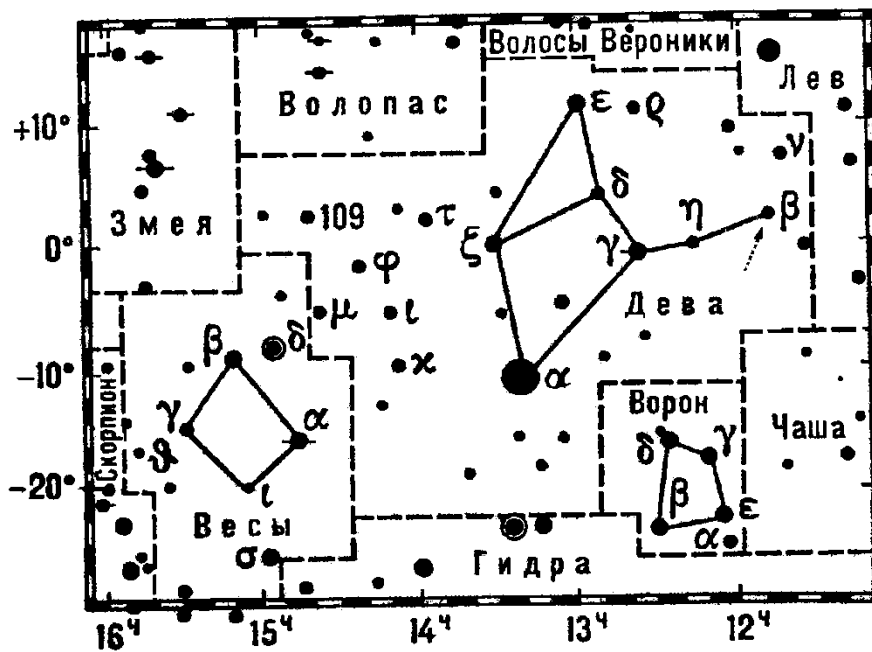 Волосы Вероники
Лев
Волопас
ε
ϱ
+10°
ν
δ
Змея
109
τ
η
β
0°
ξ
γ
φ
Дева
μ
ι
β
δ
ϰ
α
-10°
Скорпион
Ворон
Чаша
γ
α
δ
γ
ϑ
β
ε
-20°
ι
Весы
α
σ
Гидра
16ч
15ч
14ч
13ч
12ч